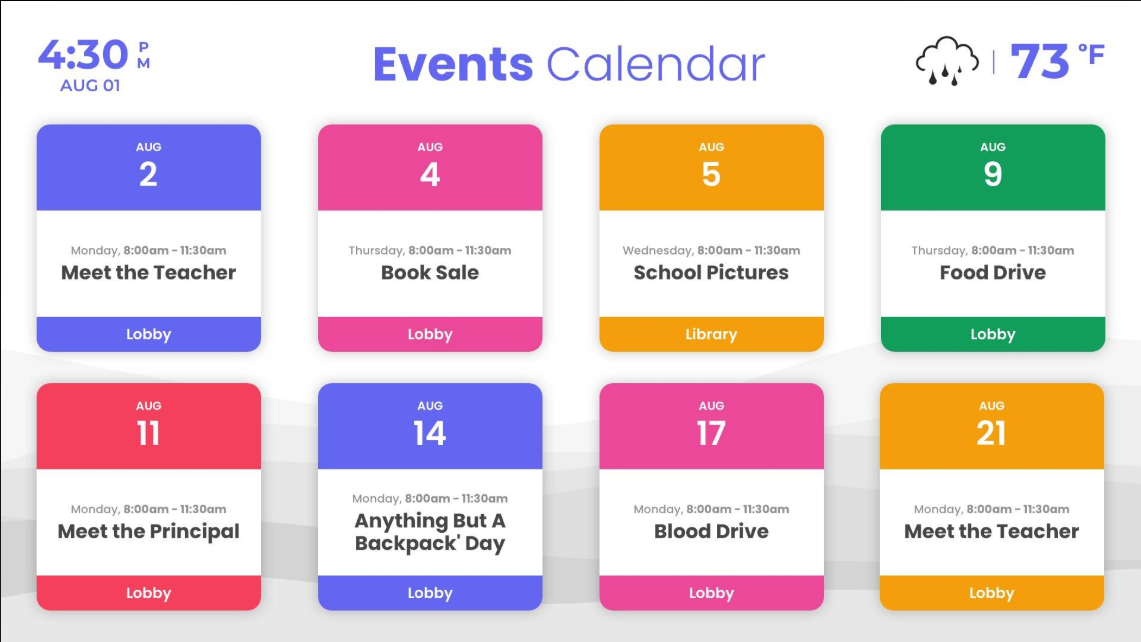 4:30 PM
AUG 01
Events Calendar
73 °F
AUG
2
Monday, 8:00am - 11:30am
Meet the Teacher
Lobby
AUG
4
Thursday, 8:00am - 11:30am
Book Sale
Lobby
AUG
5
Wednesday, 8:00am - 11:30am
School Pictures
Library
AUG
9
Thursday, 8:00am - 11:30am
Food Drive
Lobby
AUG
11
Monday, 8:00am - 11:30am
Meet the Principal
Lobby
AUG
14
Monday, 8:00am - 11:30am
Anything But A
Backpack' Day
Lobby
AUG
17
Monday, 8:00am - 11:30am
Blood Drive
Lobby
AUG
21
Monday, 8:00am - 11:30am
Meet the Teacher
Lobby